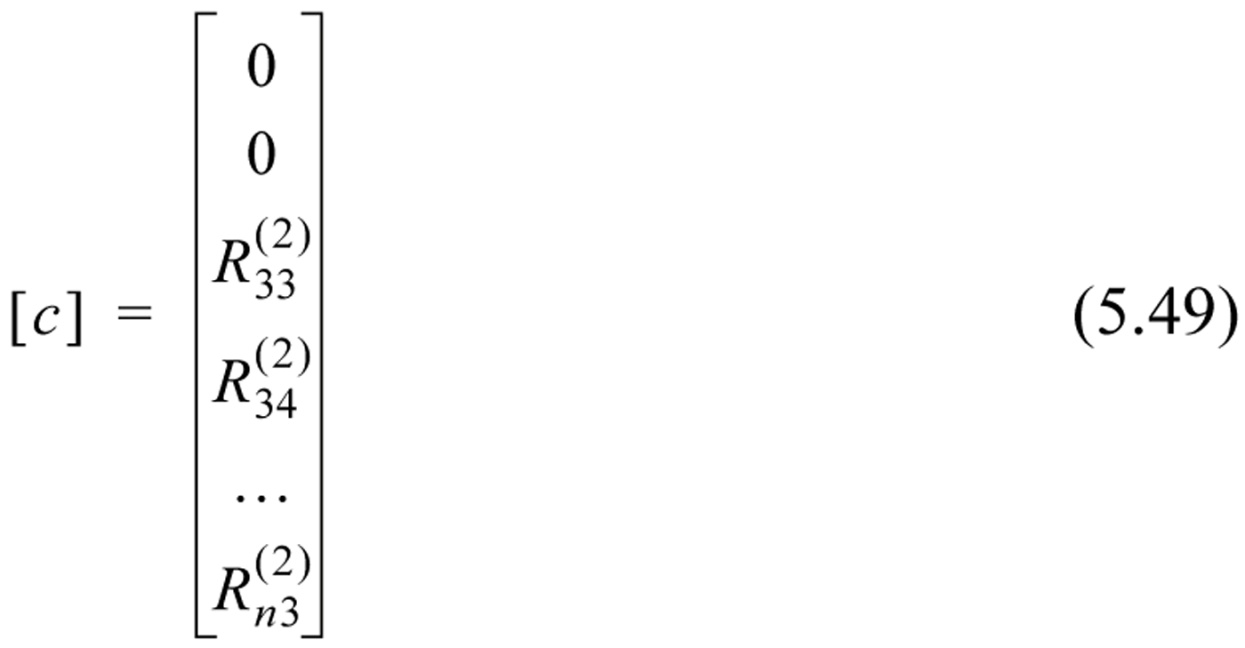 0
0
R_{33}^{(2)}
[c] = R_{34}^{(2)} (5.49)
...
R_{n3}^{(2)}